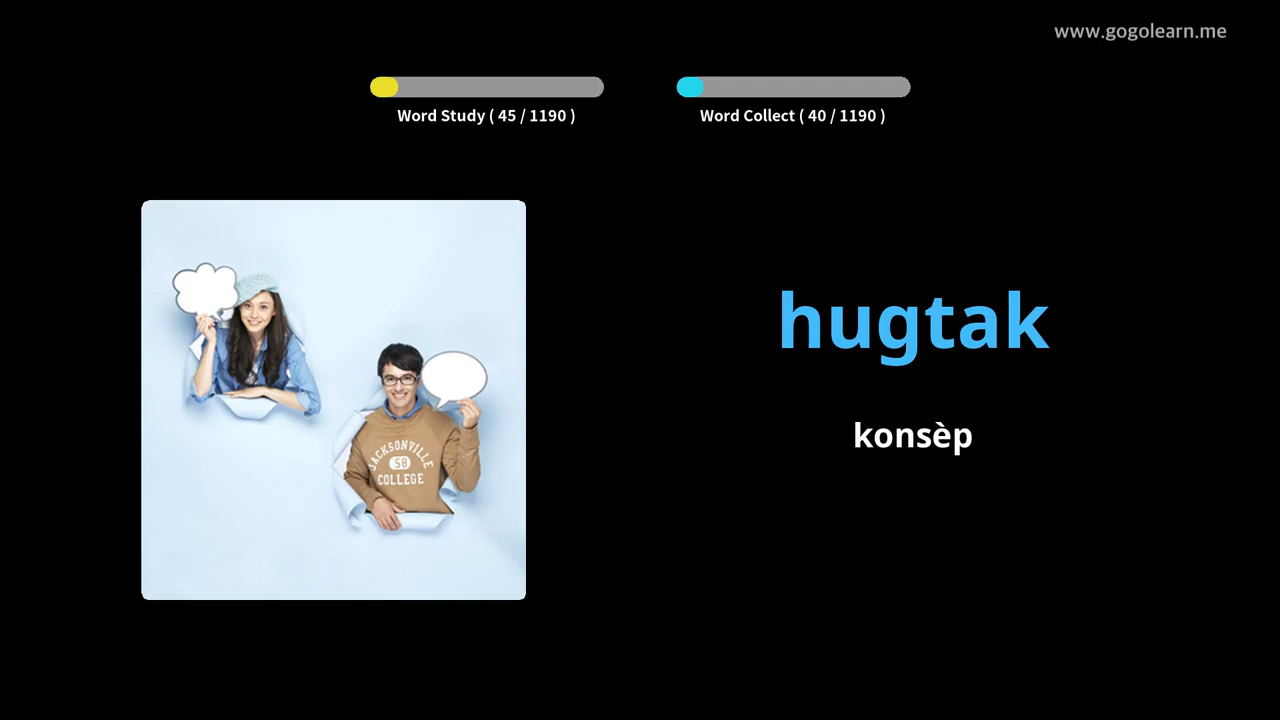 www.gogolearn.me
Word Study ( 45 / 1190 )
Word Collect ( 40 / 1190 )
hugtak
konsèp
JACKSONVILLE
58
COLLEGE